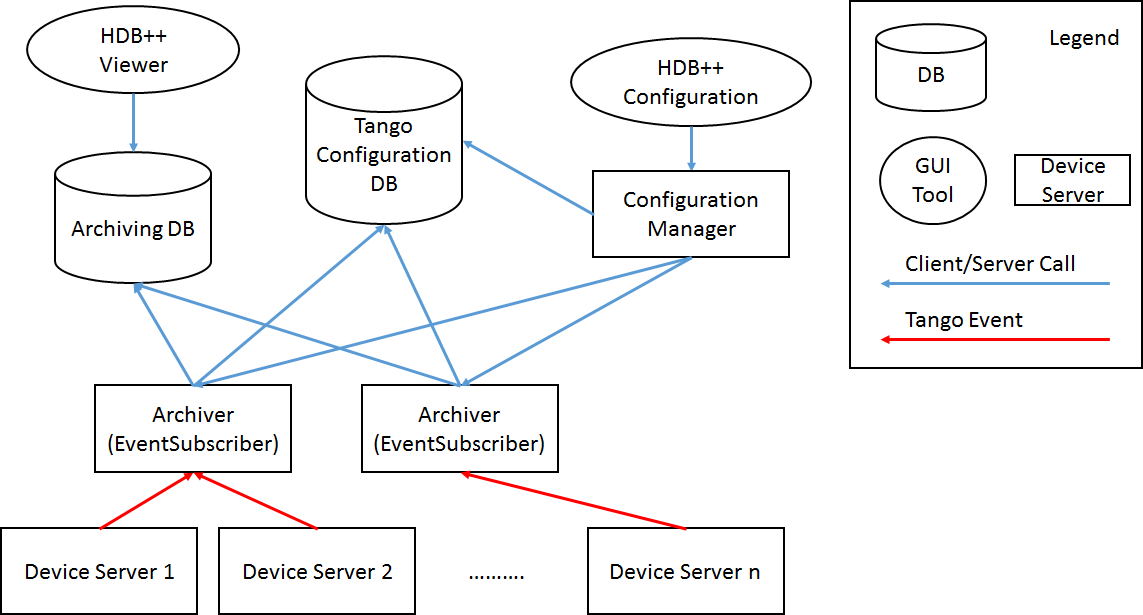 HDB++
Viewer
HDB++
Configuration
Legend
DB
Tango
Configuration
DB
GUI
Tool
Device
Server
Archiving DB
Configuration
Manager
Client/Server Call
Tango Event
Archiver
(EventSubscriber)
Archiver
(EventSubscriber)
Device Server 1
Device Server 2
……….
Device Server n